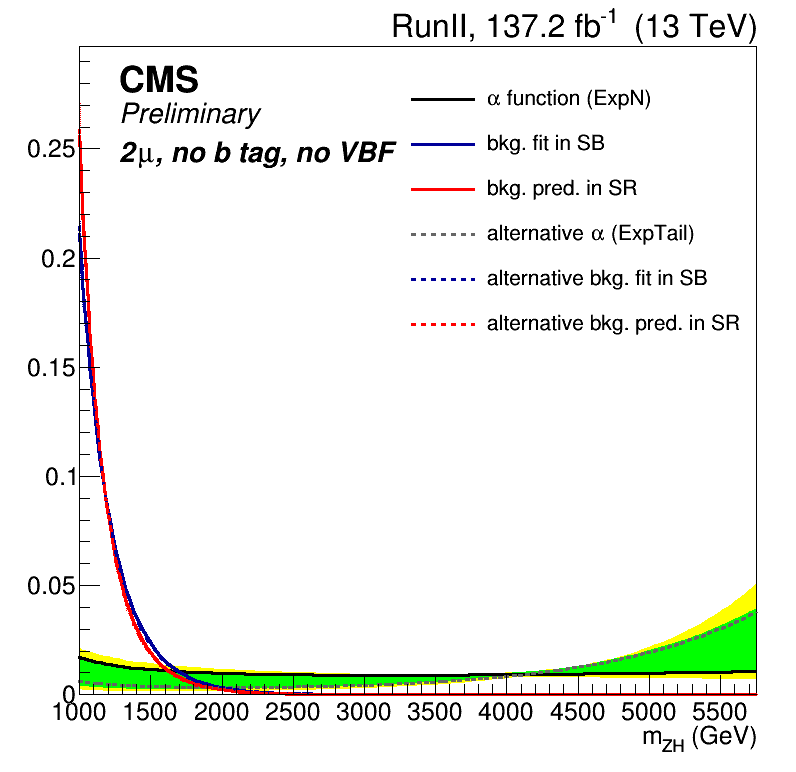 RunII, 137.2 fb-1 (13 TeV)
CMS
Preliminary
2μ, no b tag, no VBF
α function (ExpN)
bkg. fit in SB
bkg. pred. in SR
alternative α (ExpTail)
alternative bkg. fit in SB
alternative bkg. pred. in SR
0.25
0.2
0.15
0.1
0.05
0
1000 1500 2000 2500 3000 3500 4000 4500 5000 5500
mZH (GeV)